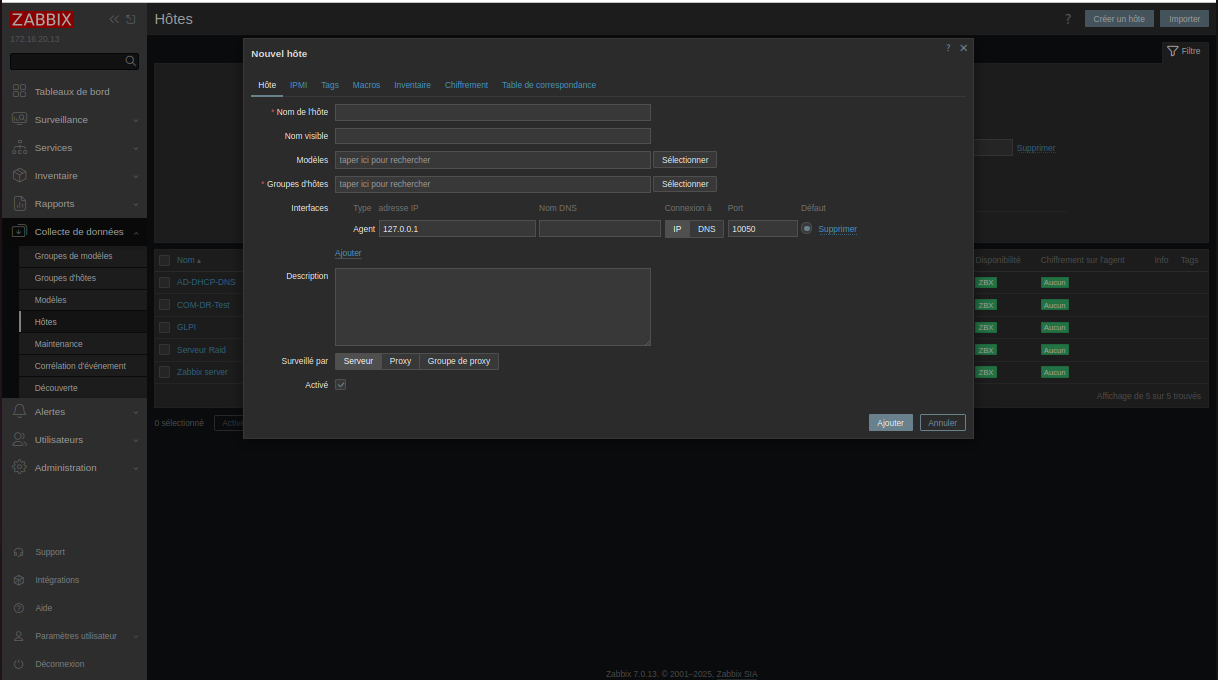 ZABBIX
172.16.20.13
Tableaux de bord
Surveillance
Services
Inventaire
Rapports
Collecte de données
Groupes de modèles
Groupes d'hôtes
Modèles
Hôtes
Maintenance
Corrélation d'événement
Découverte
Alertes
Utilisateurs
Administration
Support
Intégrations
Aide
Paramètres utilisateur
Déconnexion
Hôtes
? Créer un hôte Importer
Filtre
Supprimer
Nouvel hôte
?
Hôte IPMI Tags Macros Inventaire Chiffrement Table de correspondance
* Nom de l'hôte
Nom visible
Modèles taper ici pour rechercher Sélectionner
* Groupes d'hôtes taper ici pour rechercher Sélectionner
Interfaces Type adresse IP Nom DNS Connexion à Port Défaut
Agent 127.0.0.1 IP DNS 10050 Supprimer
Ajouter
Description
Surveillé par Serveur Proxy Groupe de proxy
Activé
Ajouter Annuler
Nom ▲ Disponibilité Chiffrement sur l'agent Info Tags
AD-DHCP-DNS ZBX Aucun
COM-DR-Test ZBX Aucun
GLPI ZBX Aucun
Serveur Raid ZBX Aucun
Zabbix server ZBX Aucun
Affichage de 5 sur 5 trouvés
0 sélectionné
Zabbix 7.0.13. © 2001–2025, Zabbix SIA